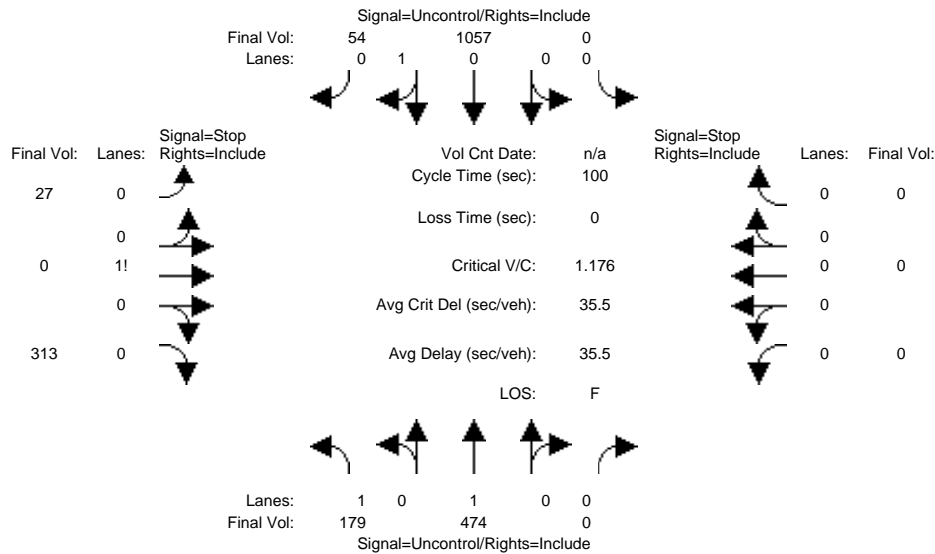 Signal=Uncontrol/Rights=Include
Final Vol: 54 1057 0
Lanes: 0 1 0 0 0
Signal=Stop Signal=Stop
Final Vol: Lanes: Rights=Include Vol Cnt Date: n/a Rights=Include Lanes: Final Vol:
Cycle Time (sec): 100
27 0 0 0
Loss Time (sec): 0
0 0
0 1! Critical V/C: 1.176 0 0
0 Avg Crit Del (sec/veh): 35.5 0
313 0 Avg Delay (sec/veh): 35.5 0 0
LOS: F
Lanes: 1 0 1 0 0
Final Vol: 179 474 0
Signal=Uncontrol/Rights=Include